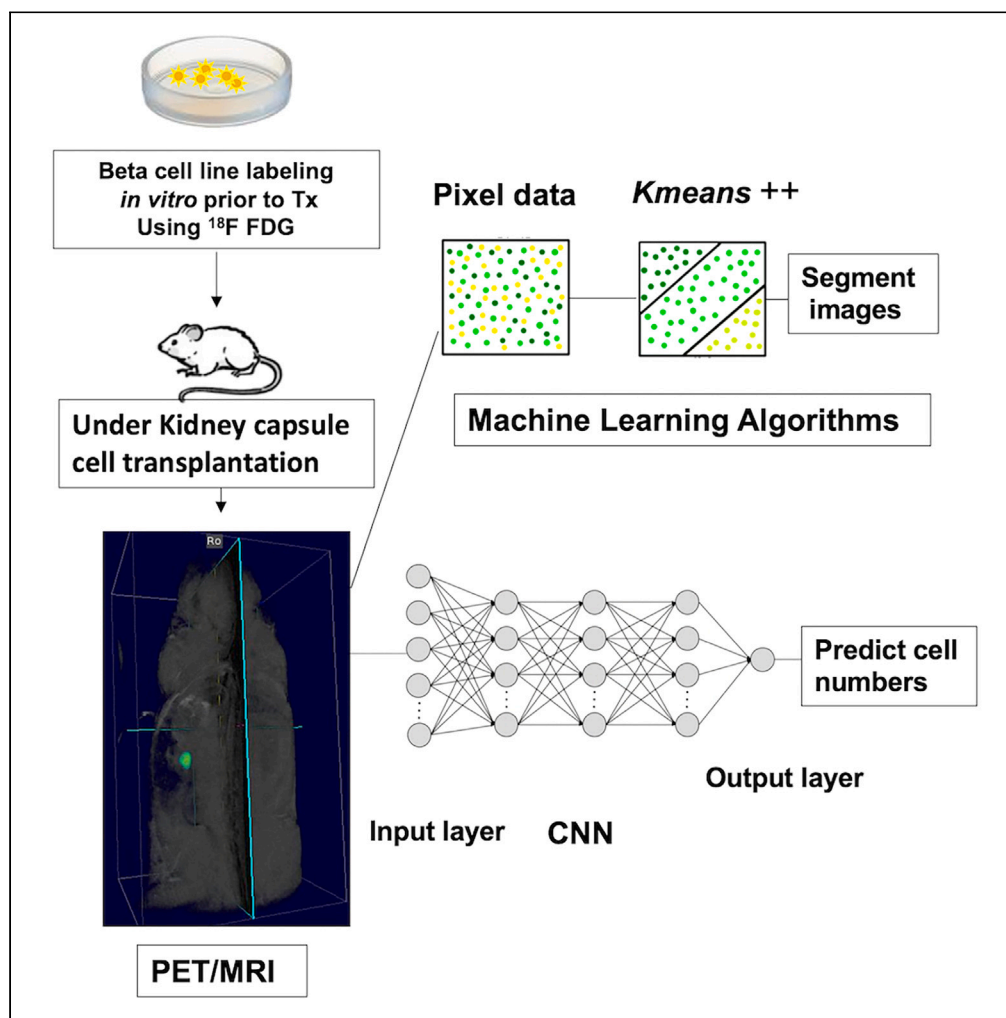 Beta cell line labeling
in vitro prior to Tx
Using ¹⁸F FDG
Under Kidney capsule
cell transplantation
Ro
PET/MRI
Pixel data
Kmeans ++
Segment
images
Machine Learning Algorithms
Predict cell
numbers
Output layer
Input layer
CNN